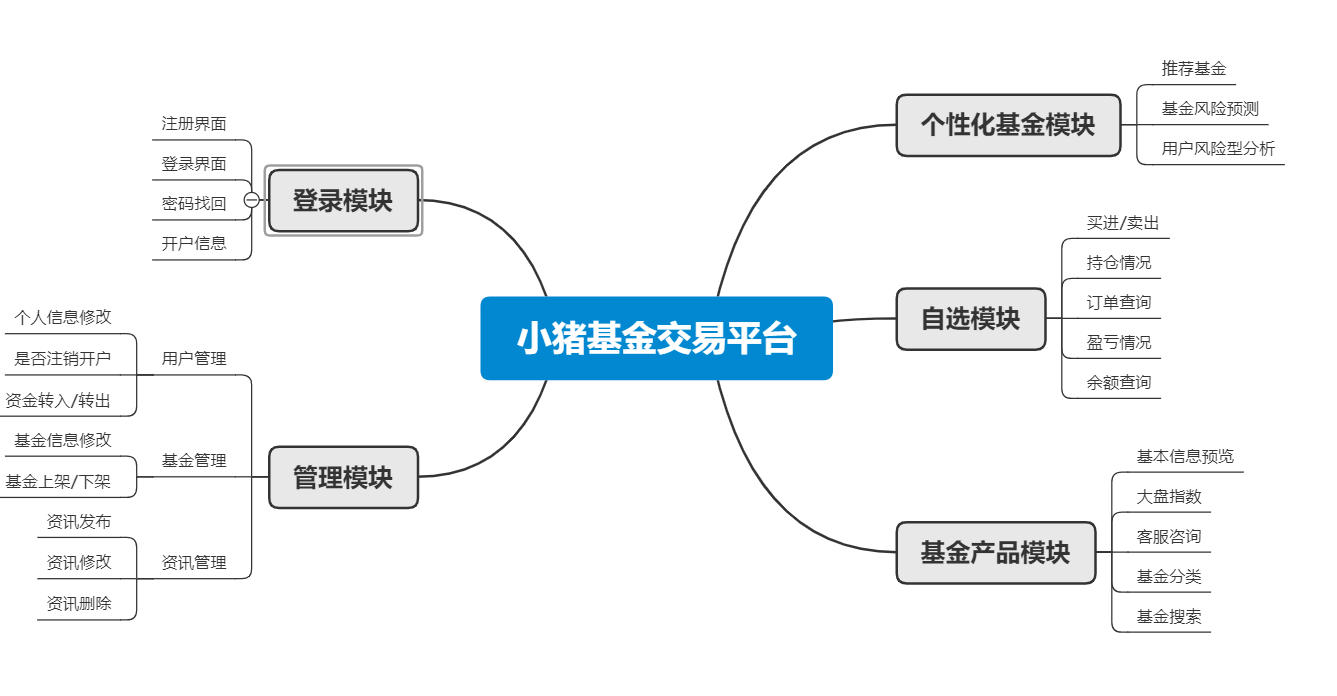 小猪基金交易平台
个性化基金模块
推荐基金
基金风险预测
用户风险型分析
自选模块
买进/卖出
持仓情况
订单查询
盈亏情况
余额查询
基金产品模块
基本信息预览
大盘指数
客服咨询
基金分类
基金搜索
登录模块
注册界面
登录界面
密码找回
开户信息
管理模块
用户管理
个人信息修改
是否注销开户
资金转入/转出
基金管理
基金信息修改
基金上架/下架
资讯管理
资讯发布
资讯修改
资讯删除